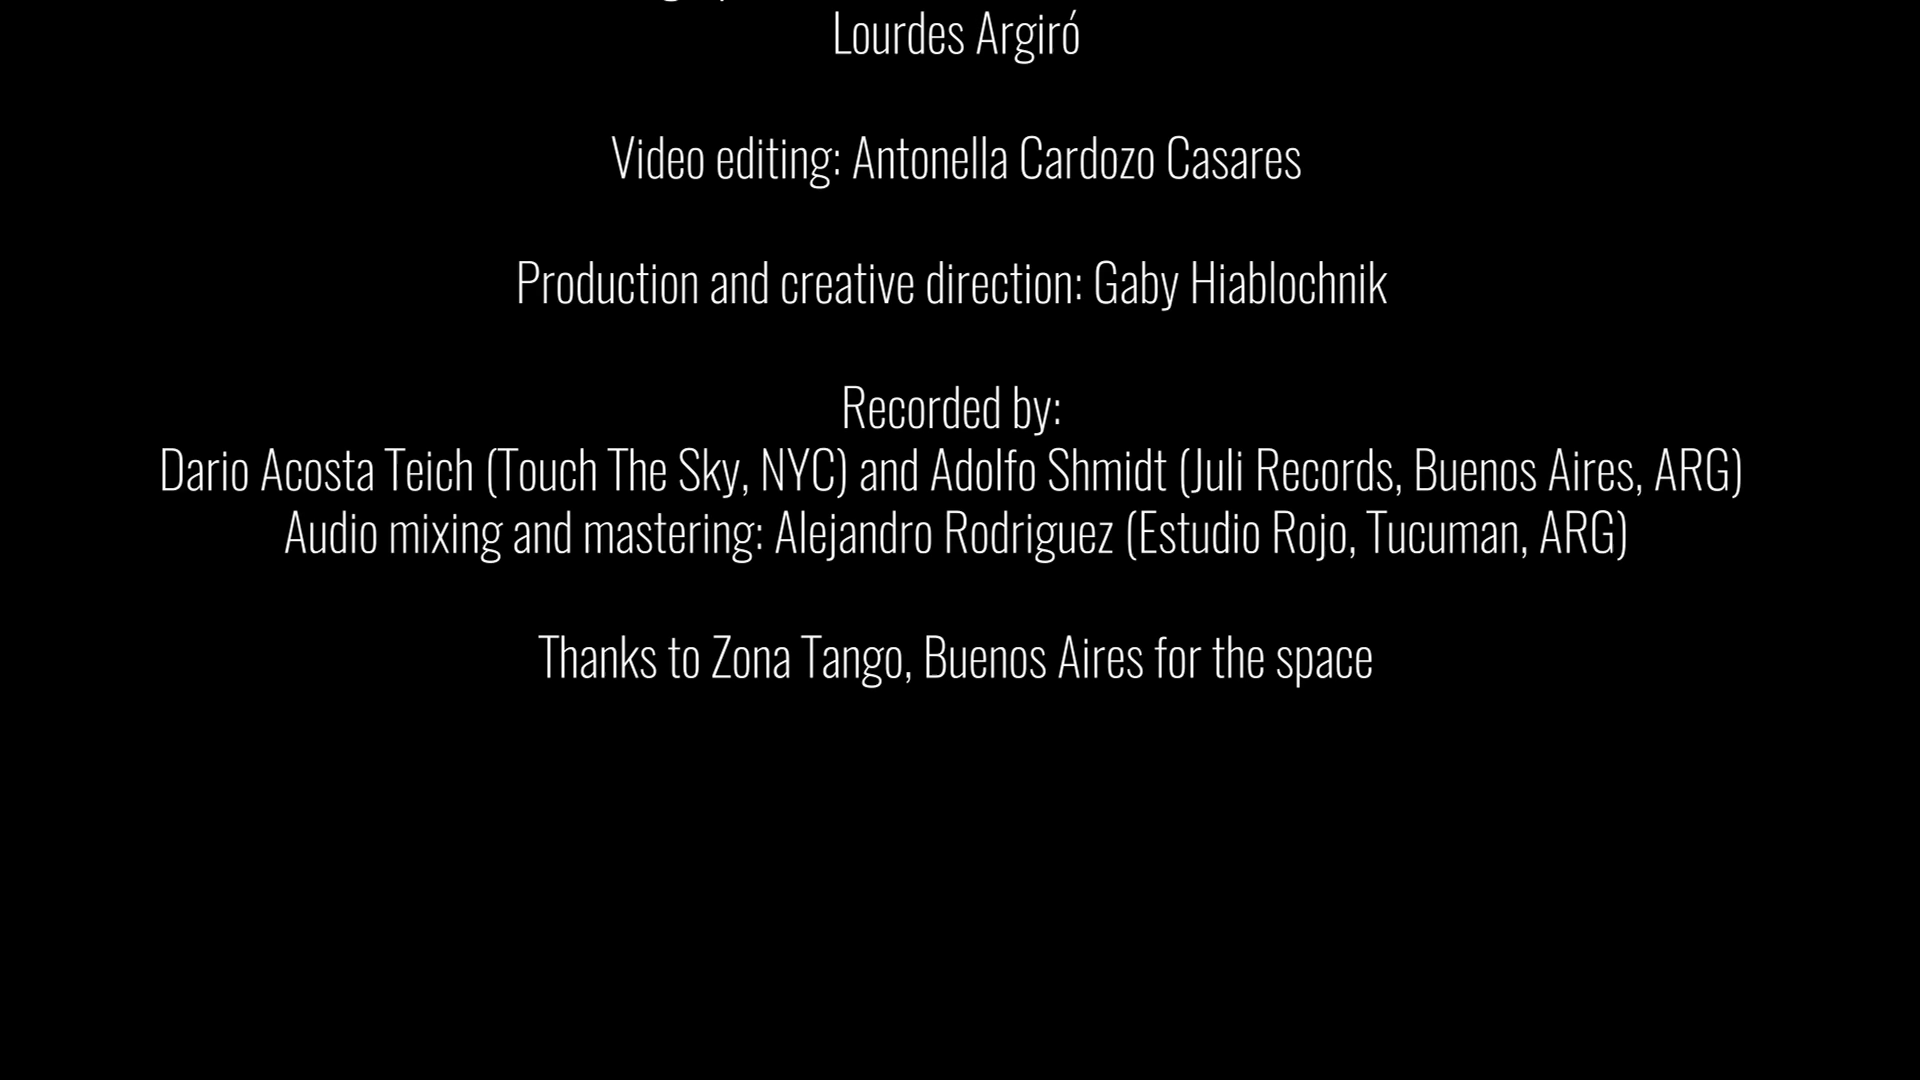 Lourdes Argiró
Video editing: Antonella Cardozo Casares
Production and creative direction: Gaby Hiablochnik
Recorded by:
Dario Acosta Teich (Touch The Sky, NYC) and Adolfo Shmidt (Juli Records, Buenos Aires, ARG)
Audio mixing and mastering: Alejandro Rodriguez (Estudio Rojo, Tucuman, ARG)
Thanks to Zona Tango, Buenos Aires for the space